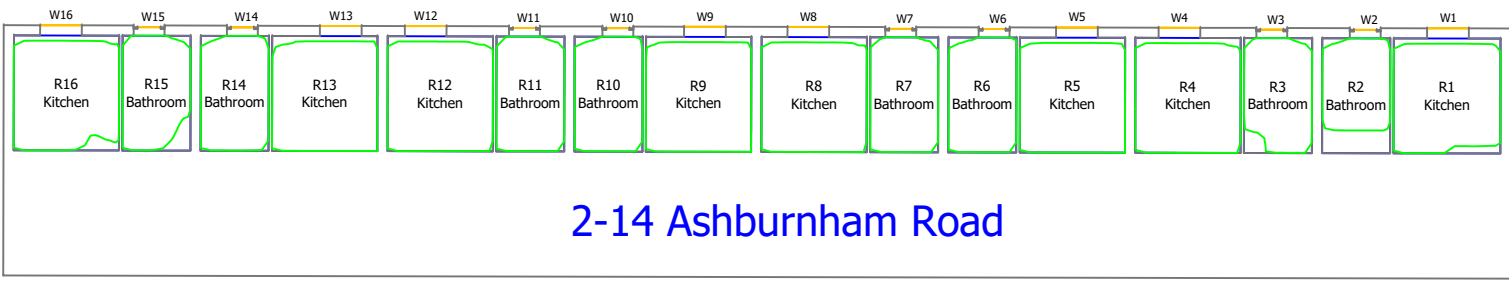 W16 W15 W14 W13 W12 W11 W10 W9 W8 W7 W6 W5 W4 W3 W2 W1
R16 R15 R14 R13 R12 R11 R10 R9 R8 R7 R6 R5 R4 R3 R2 R1
Kitchen Bathroom Bathroom Kitchen Kitchen Bathroom Bathroom Kitchen Kitchen Bathroom Bathroom Kitchen Kitchen Bathroom Bathroom Kitchen
2-14 Ashburnham Road